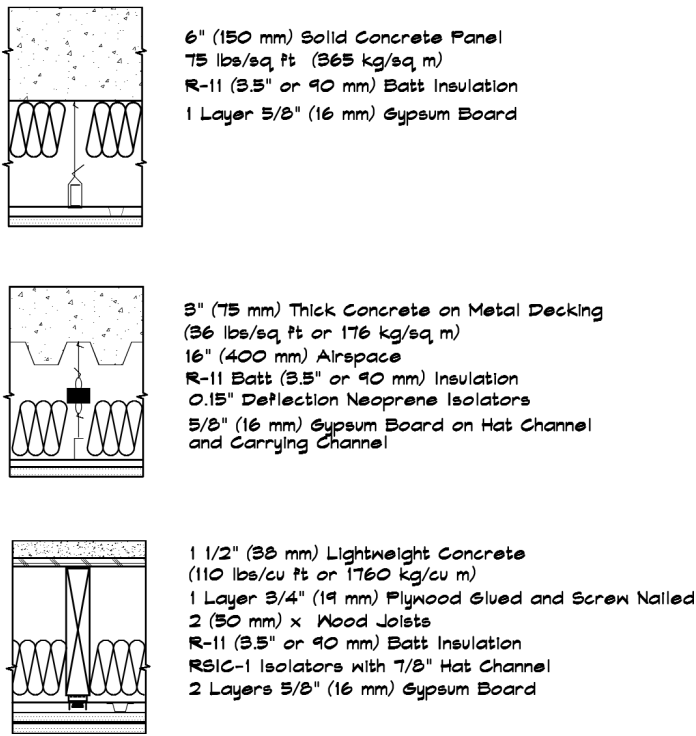 6" (150 mm) Solid Concrete Panel
75 lbs/sq ft (365 kg/sq m)
R-11 (3.5" or 90 mm) Batt Insulation
1 Layer 5/8" (16 mm) Gypsum Board
3" (75 mm) Thick Concrete on Metal Decking
(36 lbs/sq ft or 176 kg/sq m)
16" (400 mm) Airspace
R-11 Batt (3.5" or 90 mm) Insulation
0.15" Deflection Neoprene Isolators
5/8" (16 mm) Gypsum Board on Hat Channel
and Carrying Channel
1 1/2" (38 mm) Lightweight Concrete
(110 lbs/cu ft or 1760 kg/cu m)
1 Layer 3/4" (19 mm) Plywood Glued and Screw Nailed
2 (50 mm) x Wood Joists
R-11 (3.5" or 90 mm) Batt Insulation
RSIC-1 Isolators with 7/8" Hat Channel
2 Layers 5/8" (16 mm) Gypsum Board